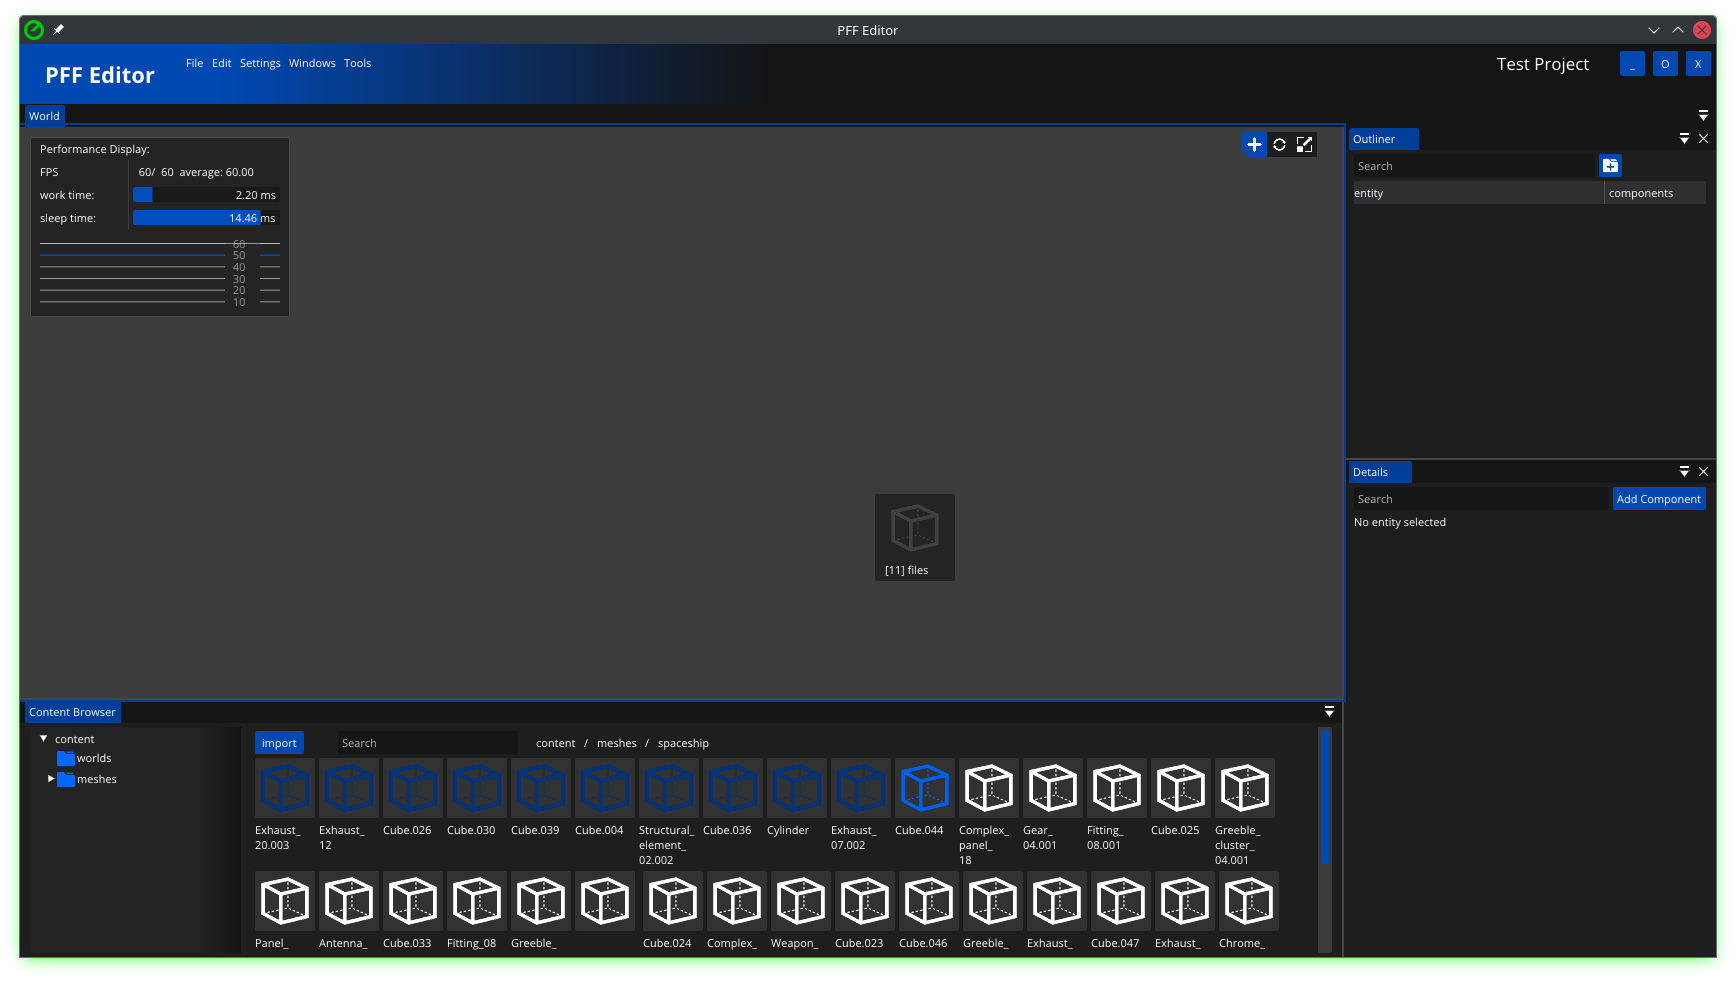 PFF Editor
PFF Editor
File Edit Settings Windows Tools
Test Project
_ O X
World
Performance Display:
FPS 60/ 60 average: 60.00
work time: 2.20 ms
sleep time: 14.46 ms
60
50
40
30
20
10
Outliner
Search
entity components
[11] files
Details
Search Add Component
No entity selected
Content Browser
content
worlds
meshes
import Search content / meshes / spaceship
Exhaust_ Exhaust_ Cube.026 Cube.030 Cube.039 Cube.004 Structural_ Cube.036 Cylinder Exhaust_ Cube.044 Complex_ Gear_ Fitting_ Cube.025 Greeble_
20.003 12 element_ 07.002 panel_ 04.001 08.001 cluster_
02.002 18 04.001
Panel_ Antenna_ Cube.033 Fitting_08 Greeble_ Cube.024 Complex_ Weapon_ Cube.023 Cube.046 Greeble_ Exhaust_ Cube.047 Exhaust_ Chrome_